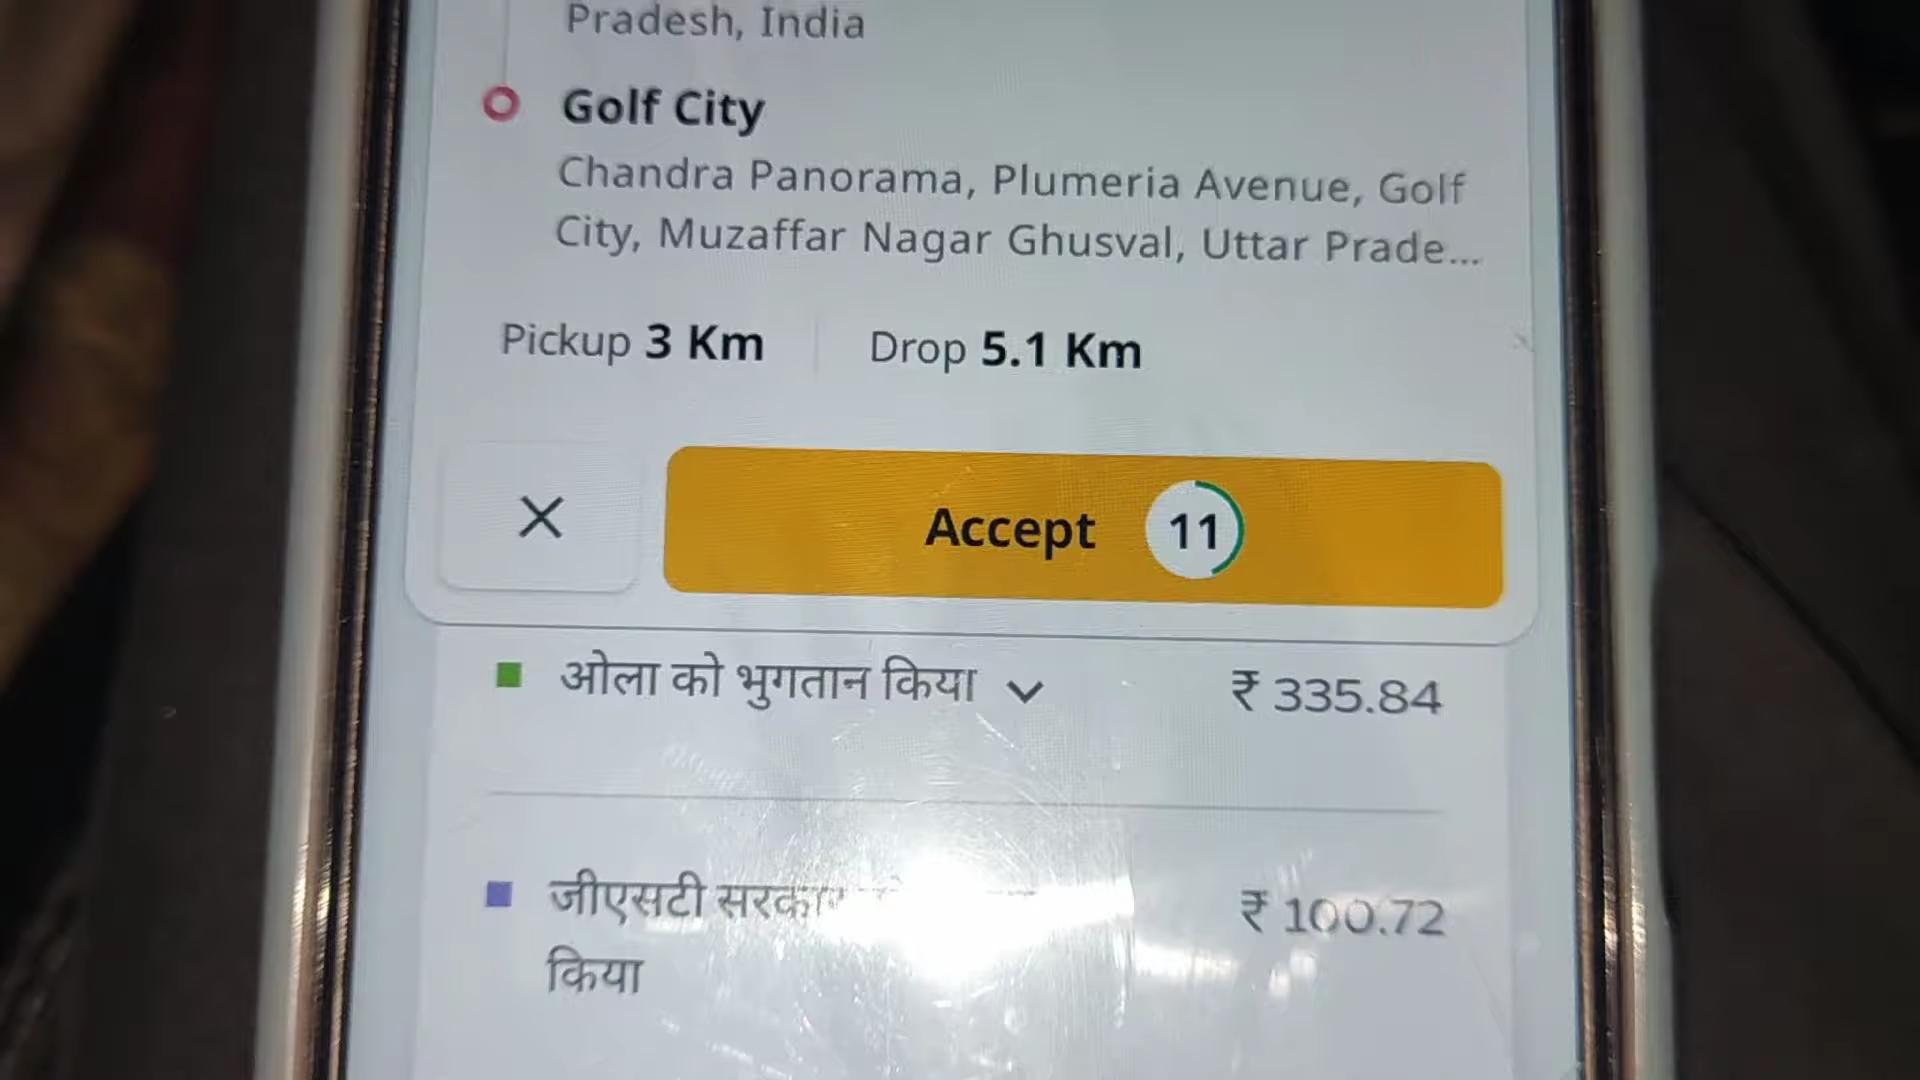 Pradesh, India
Golf City
Chandra Panorama, Plumeria Avenue, Golf
City, Muzaffar Nagar Ghusval, Uttar Prade...
Pickup 3 Km Drop 5.1 Km
Accept 11
ओला को भुगतान किया ₹ 335.84
जीएसटी सरकार ₹ 100.72
किया